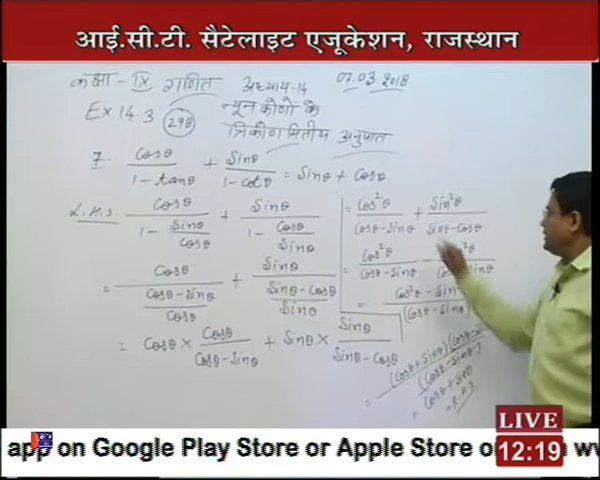 आई.सी.टी. सैटेलाइट एजूकेशन, राजस्थान
कक्षा - IX गणित अध्याय-14 07.03.2018
Ex 14.3 298 न्यून कोणों के
त्रिकोणमितीय अनुपात
7. cosθ/(1-tanθ) + sinθ/(1-cotθ) = sinθ + cosθ
L.H.S. cosθ/(1 - sinθ/cosθ) + sinθ/(1 - cosθ/sinθ)
= cosθ/((cosθ-sinθ)/cosθ) + sinθ/((sinθ-cosθ)/sinθ)
= cosθ × cosθ/(cosθ-sinθ) + sinθ × sinθ/(sinθ-cosθ)
= cos²θ/(cosθ-sinθ) + sin²θ/(sinθ-cosθ)
= cos²θ/(cosθ-sinθ) -
= cos²θ - sin
(cosθ-sinθ)
= (cosθ+sinθ)(cosθ-
(cosθ-sinθ)
= cosθ+sinθ
= R.H.S
LIVE
12:19
app on Google Play Store or Apple Store